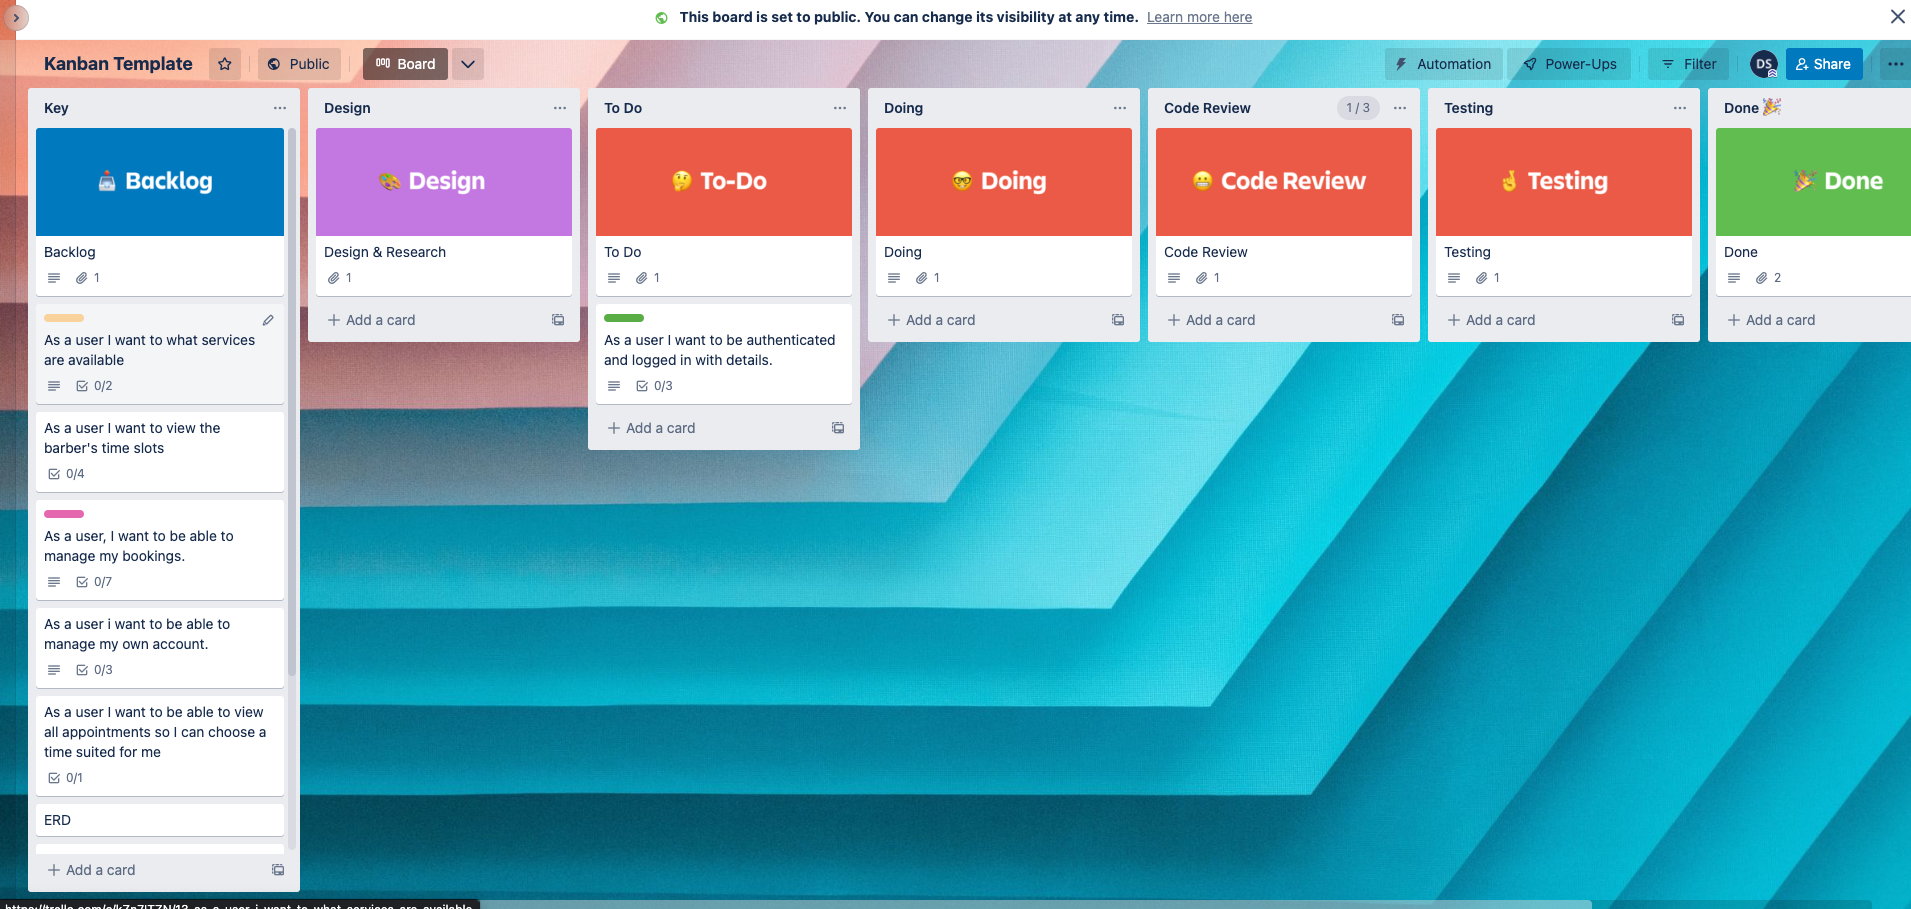 This board is set to public. You can change its visibility at any time. Learn more here
Kanban Template
Public
Board
Automation
Power-Ups
Filter
DS
Share
Key
Backlog
Backlog
1
As a user I want to what services
are available
0/2
As a user I want to view the
barber's time slots
0/4
As a user, I want to be able to
manage my bookings.
0/7
As a user i want to be able to
manage my own account.
0/3
As a user I want to be able to view
all appointments so I can choose a
time suited for me
0/1
ERD
+ Add a card
Design
Design
Design & Research
1
+ Add a card
To Do
To-Do
To Do
1
As a user I want to be authenticated
and logged in with details.
0/3
+ Add a card
Doing
Doing
Doing
1
+ Add a card
Code Review
1 / 3
Code Review
Code Review
1
+ Add a card
Testing
Testing
Testing
1
+ Add a card
Done
Done
Done
2
+ Add a card